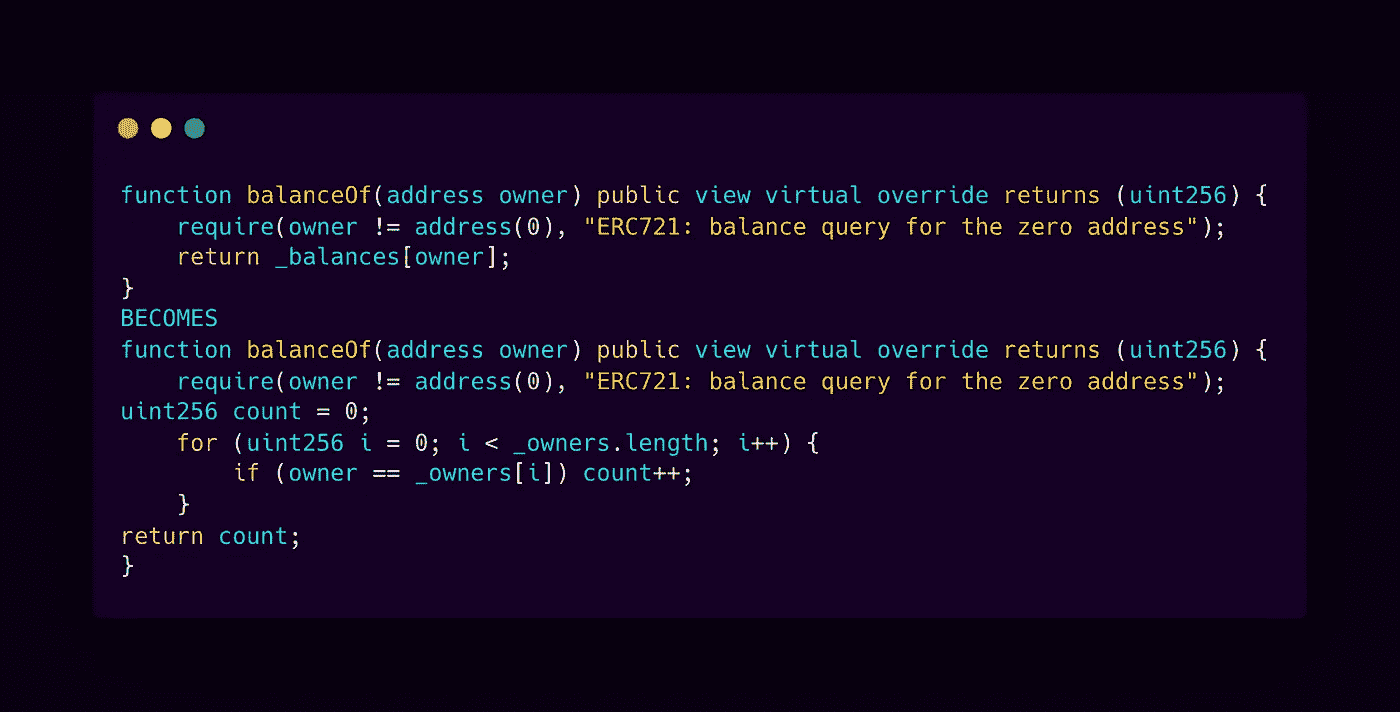 function balanceOf(address owner) public view virtual override returns (uint256) {
    require(owner != address(0), "ERC721: balance query for the zero address");
    return _balances[owner];
}
BECOMES
function balanceOf(address owner) public view virtual override returns (uint256) {
    require(owner != address(0), "ERC721: balance query for the zero address");
uint256 count = 0;
    for (uint256 i = 0; i < _owners.length; i++) {
        if (owner == _owners[i]) count++;
    }
return count;
}